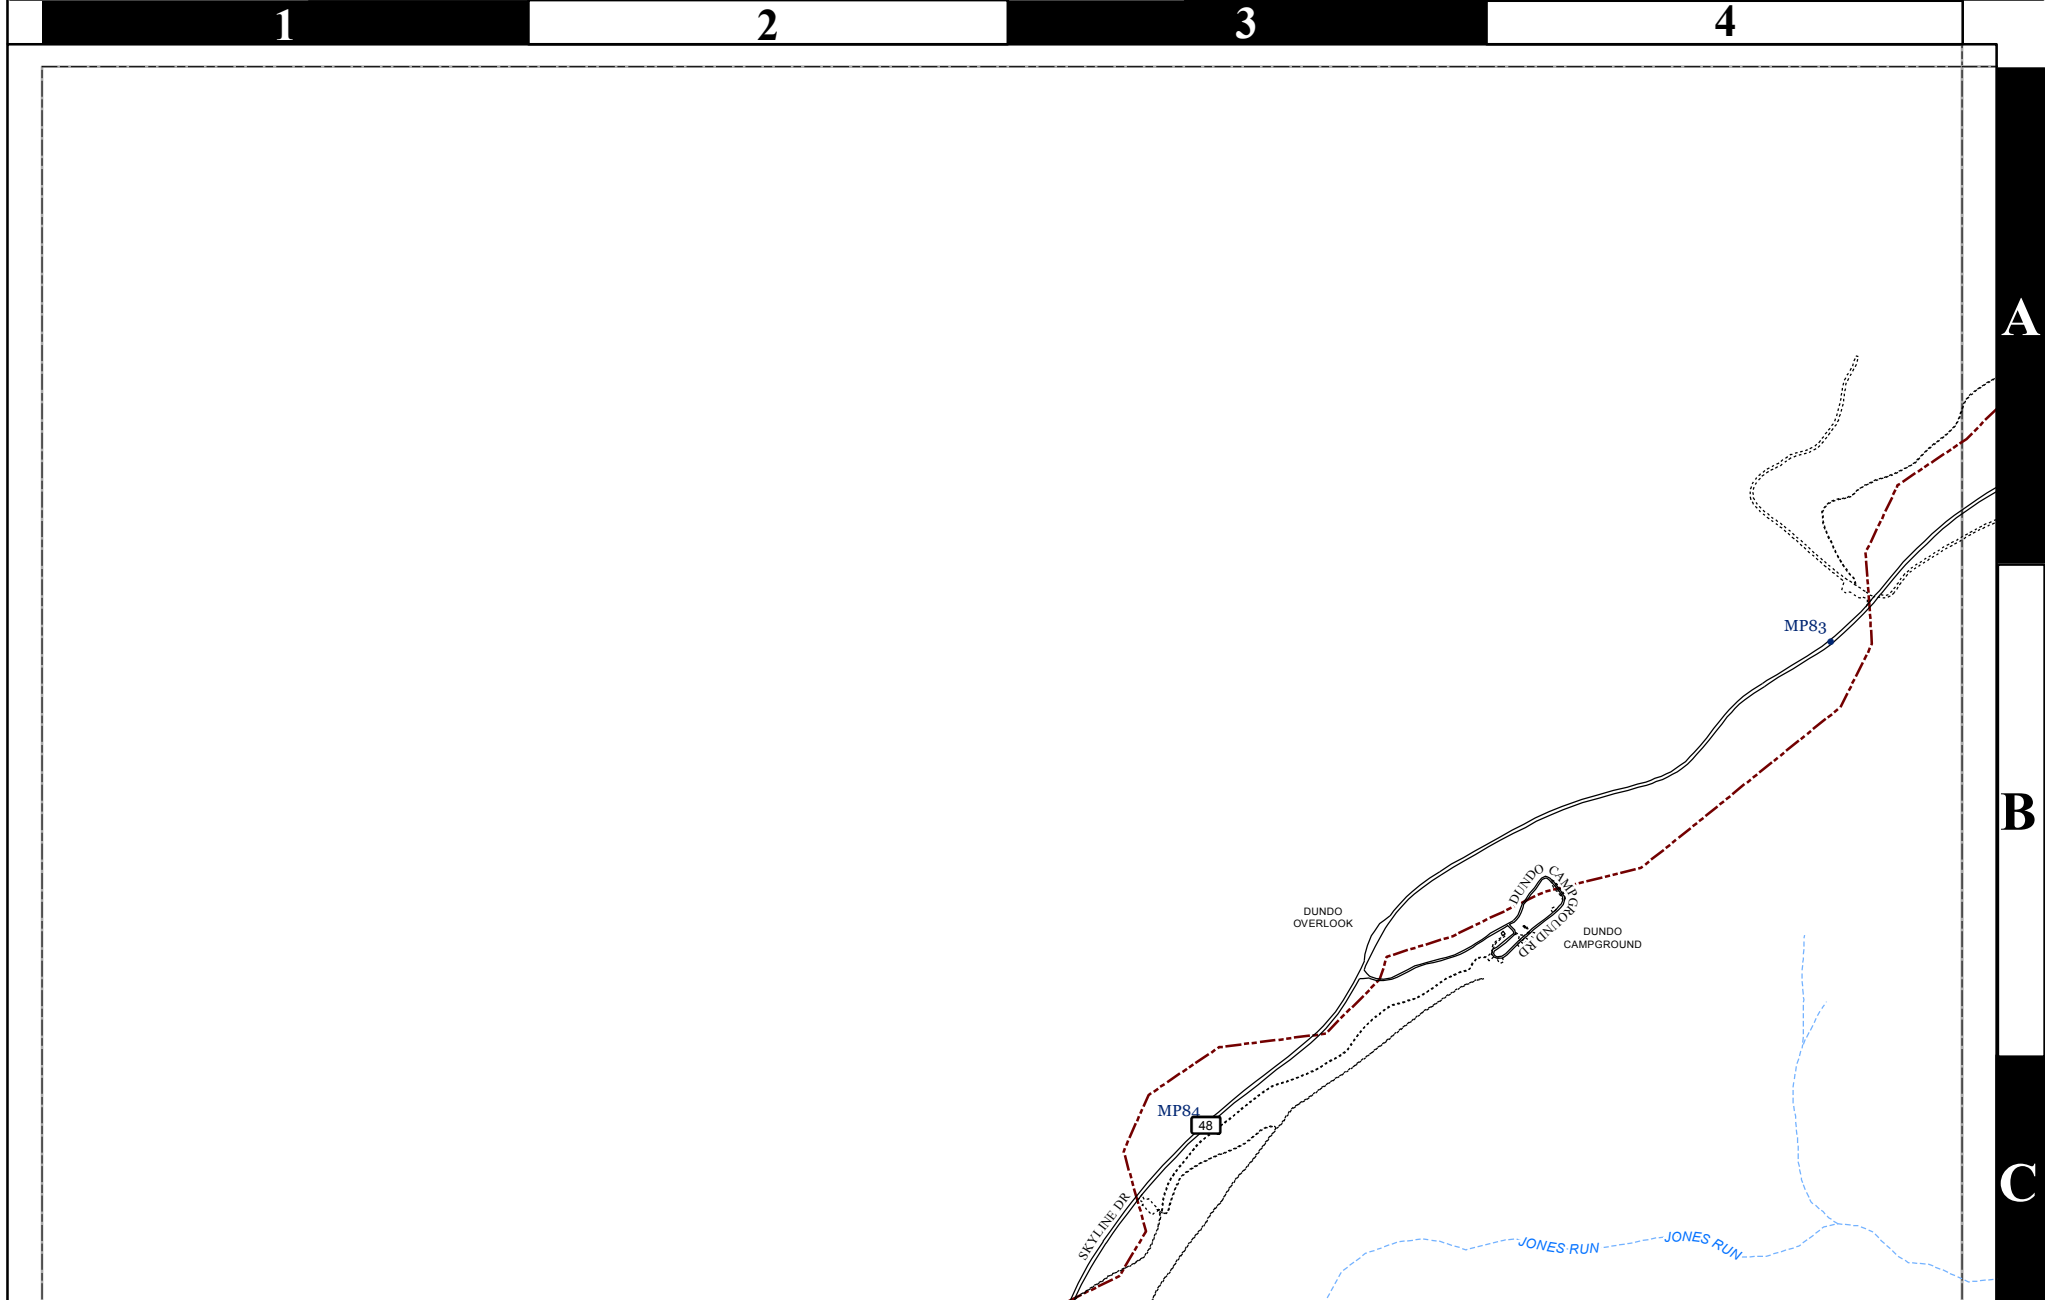 1
2
3
4
A
MP83
B
DUNDO
CAMPGROUND RD
DUNDO
OVERLOOK
DUNDO
CAMPGROUND
MP84
48
C
SKYLINE DR
JONES RUN
JONES RUN